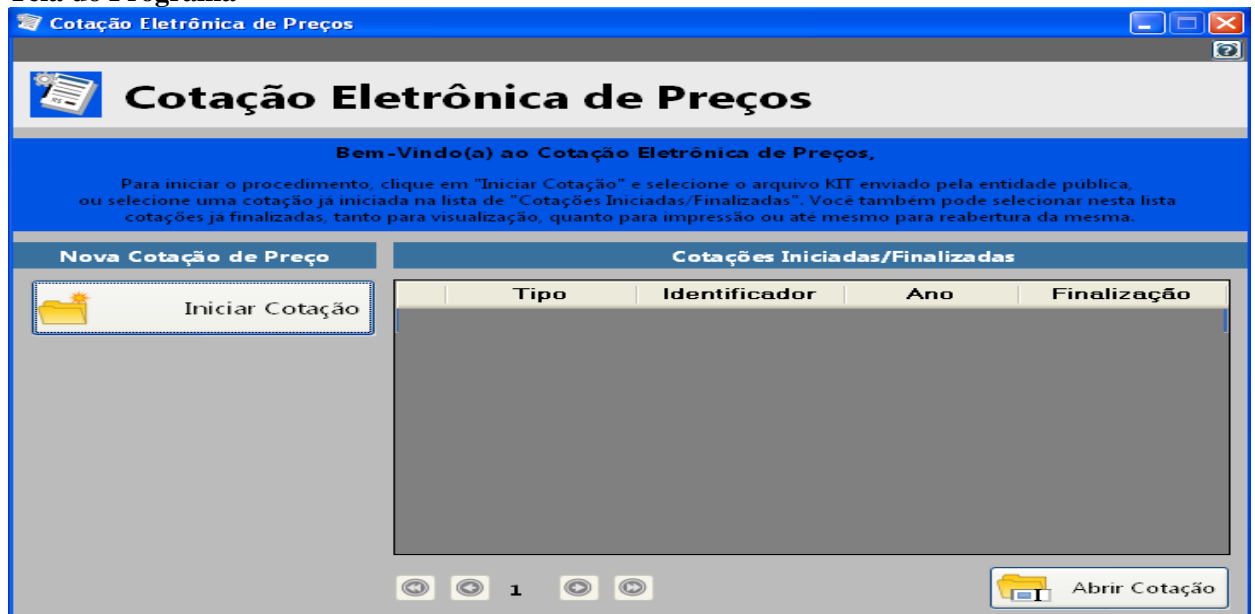 Tela do Programa
Cotação Eletrônica de Preços
Cotação Eletrônica de Preços
Bem-Vindo(a) ao Cotação Eletrônica de Preços,
Para iniciar o procedimento, clique em "Iniciar Cotação" e selecione o arquivo KIT enviado pela entidade pública,
ou selecione uma cotação já iniciada na lista de "Cotações Iniciadas/Finalizadas". Você também pode selecionar nesta lista
cotações ja finalizadas, tanto para visualização, quanto para impressão ou até mesmo para reabertura da mesma.
Nova Cotação de Preço
Cotações Iniciadas/Finalizadas
Iniciar Cotação
Tipo Identificador Ano Finalização
1
Abrir Cotação